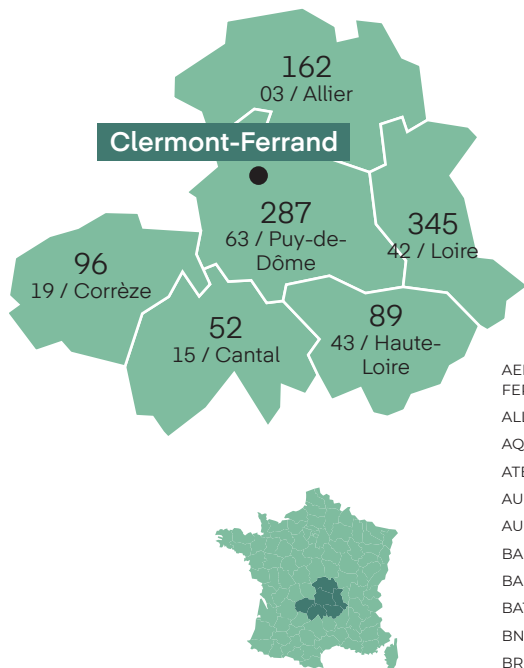 162
03 / Allier
Clermont-Ferrand
287
63 / Puy-de-
Dôme
345
42 / Loire
96
19 / Corrèze
52
15 / Cantal
89
43 / Haute-
Loire